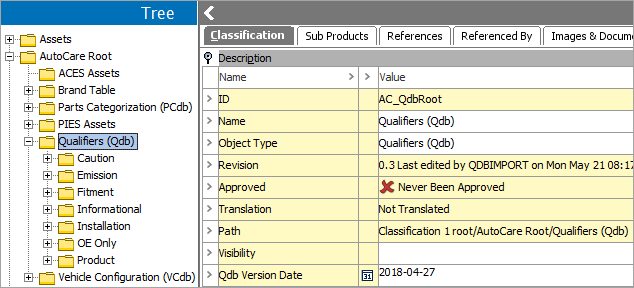 Tree
Assets
AutoCare Root
ACES Assets
Brand Table
Parts Categorization (PCdb)
PIES Assets
Qualifiers (Qdb)
Caution
Emission
Fitment
Informational
Installation
OE Only
Product
Vehicle Configuration (VCdb)
Classification Sub Products References Referenced By Images & Docume
Description
Name > Value
ID AC_QdbRoot
Name Qualifiers (Qdb)
Object Type Qualifiers (Qdb)
Revision 0.3 Last edited by QDBIMPORT on Mon May 21 08:17
Approved Never Been Approved
Translation Not Translated
Path Classification 1 root/AutoCare Root/Qualifiers (Qdb)
Visibility
Qdb Version Date 31 2018-04-27